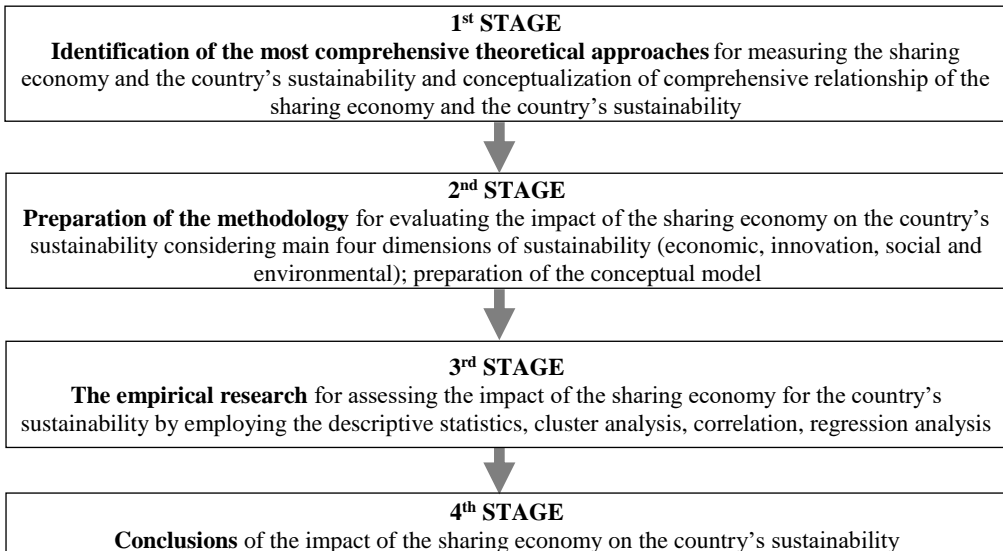 1st STAGE
Identification of the most comprehensive theoretical approaches for measuring the sharing
economy and the country's sustainability and conceptualization of comprehensive relationship of the
sharing economy and the country's sustainability
2nd STAGE
Preparation of the methodology for evaluating the impact of the sharing economy on the country's
sustainability considering main four dimensions of sustainability (economic, innovation, social and
environmental); preparation of the conceptual model
3rd STAGE
The empirical research for assessing the impact of the sharing economy for the country's
sustainability by employing the descriptive statistics, cluster analysis, correlation, regression analysis
4th STAGE
Conclusions of the impact of the sharing economy on the country's sustainability